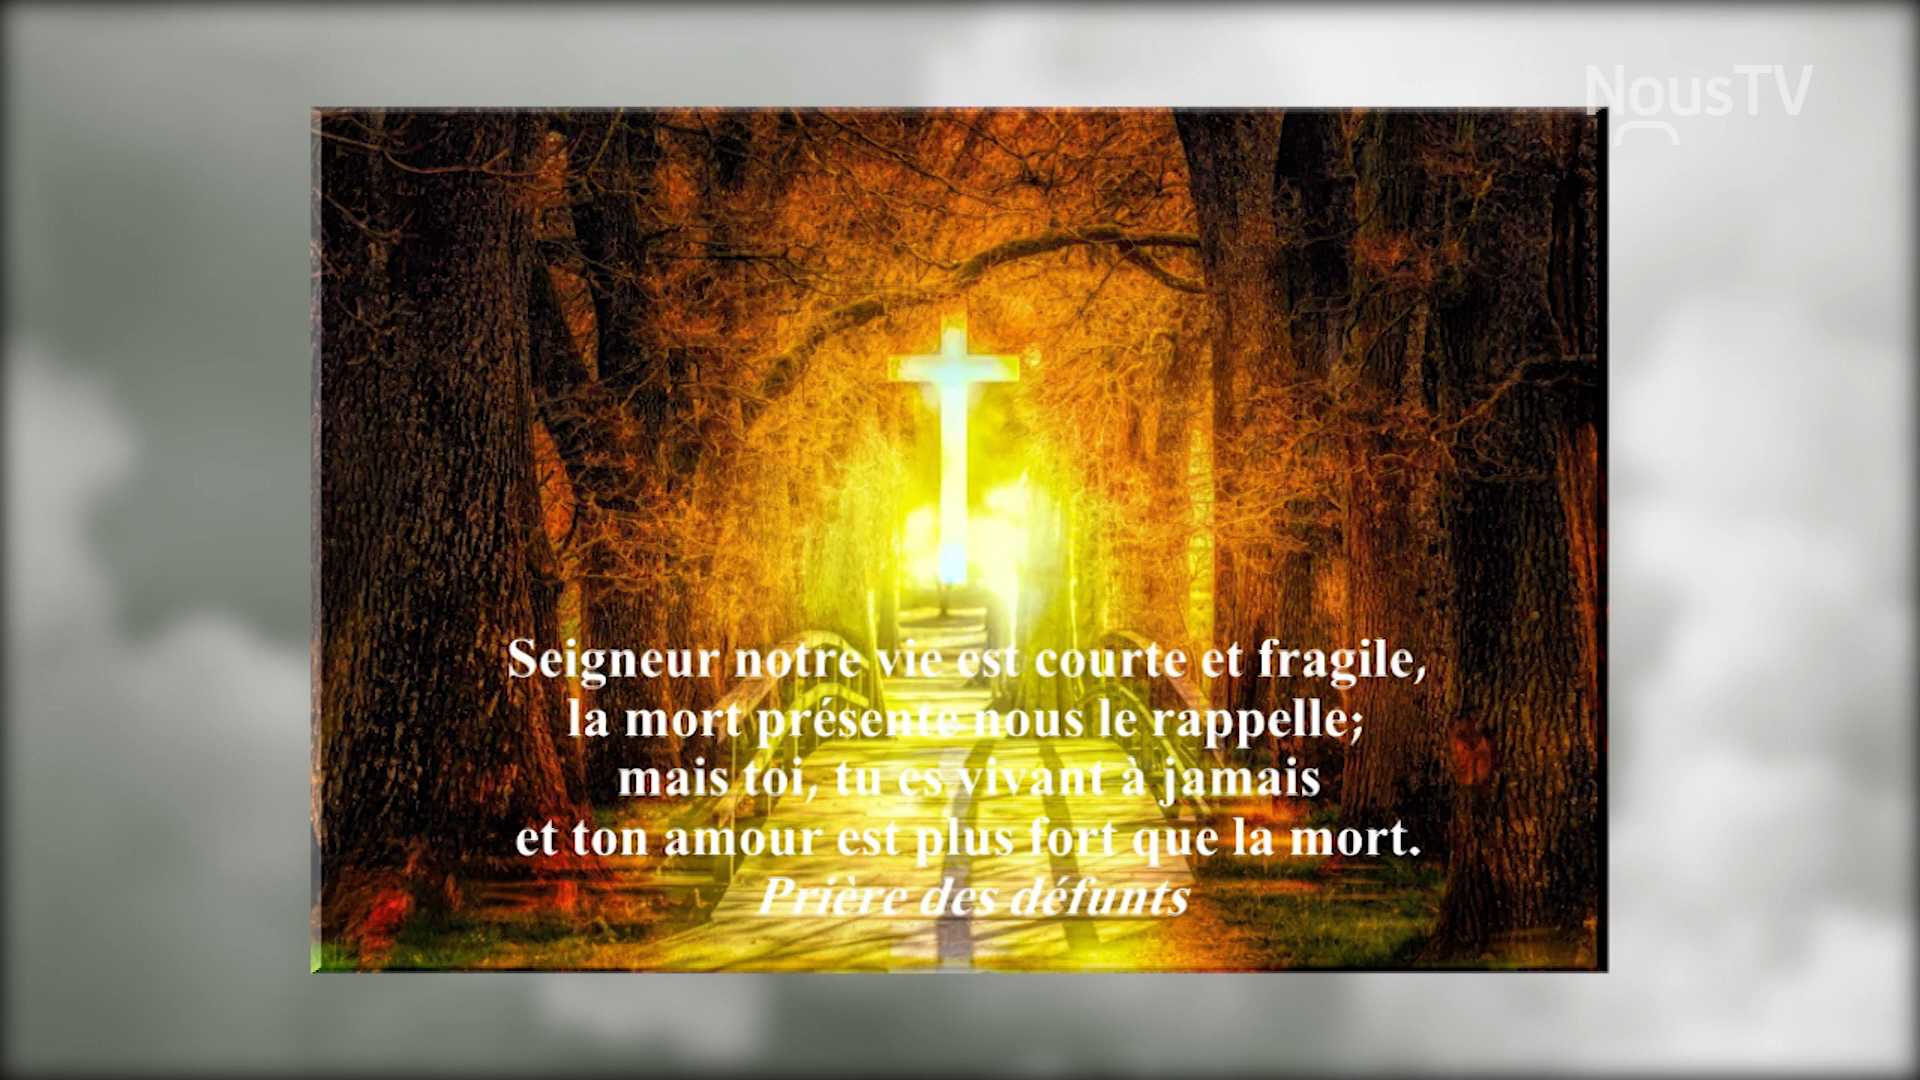 NousTV
Seigneur notre vie est courte et fragile,
la mort présente nous le rappelle;
mais toi, tu es vivant à jamais
et ton amour est plus fort que la mort.
Prière des défunts